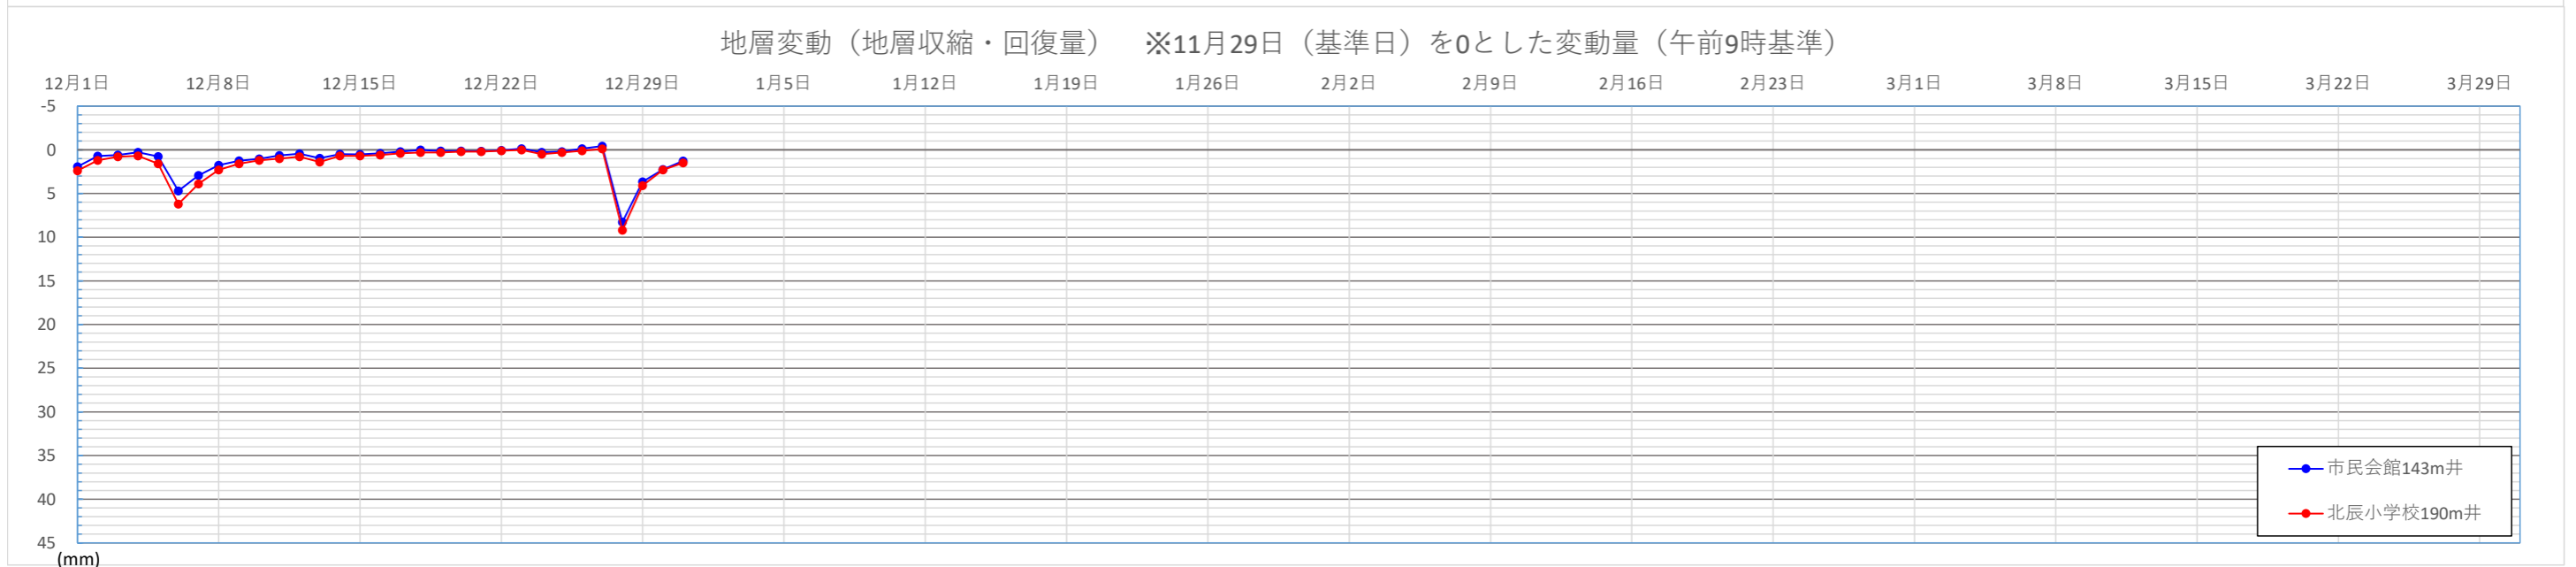 地層変動（地層収縮・回復量）　※11月29日（基準日）を0とした変動量（午前9時基準）
12月1日 12月8日 12月15日 12月22日 12月29日 1月5日 1月12日 1月19日 1月26日 2月2日 2月9日 2月16日 2月23日 3月1日 3月8日 3月15日 3月22日 3月29日
-5
0
5
10
15
20
25
30
35
40
45
(mm)
市民会館143m井
北辰小学校190m井